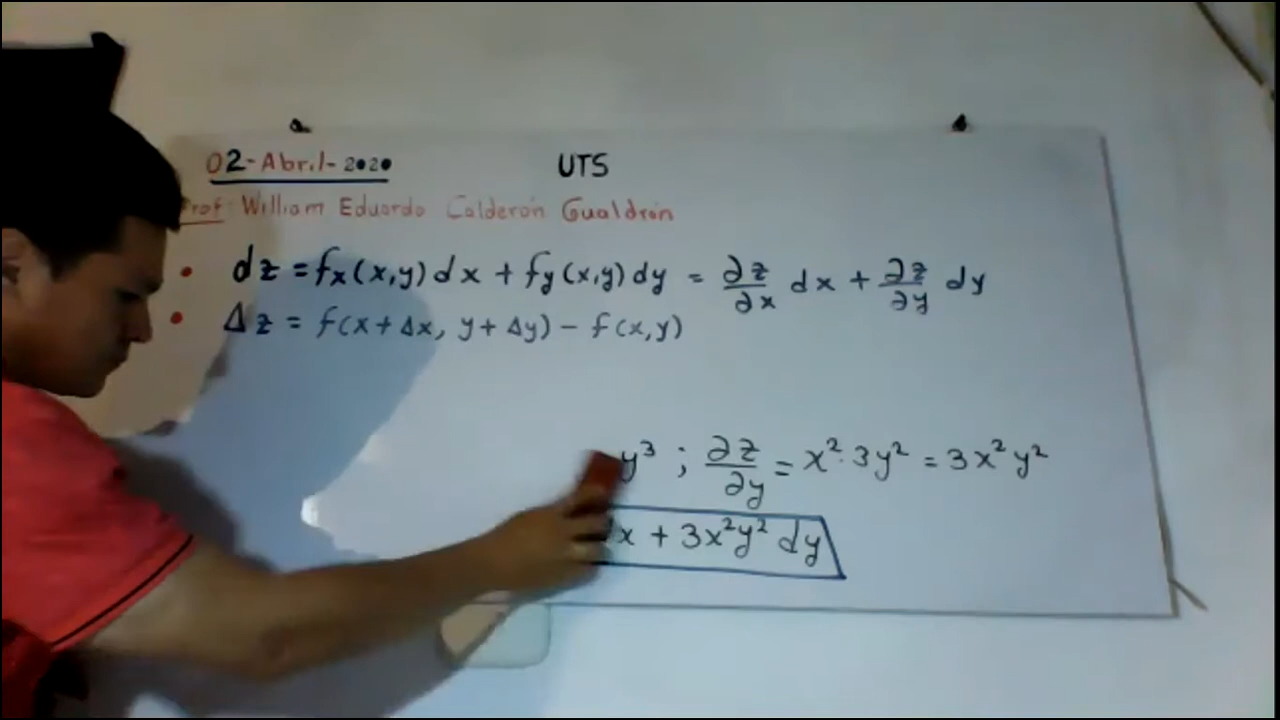 02-Abril-2020 UTS
Prof: William Eduardo Calderón Gualdrón
• dz = fx(x,y)dx + fy(x,y)dy = ∂z/∂x dx + ∂z/∂y dy
• Δz = f(x+Δx, y+Δy) - f(x,y)
y³ ; ∂z/∂y = x²·3y² = 3x²y²
x + 3x²y² dy